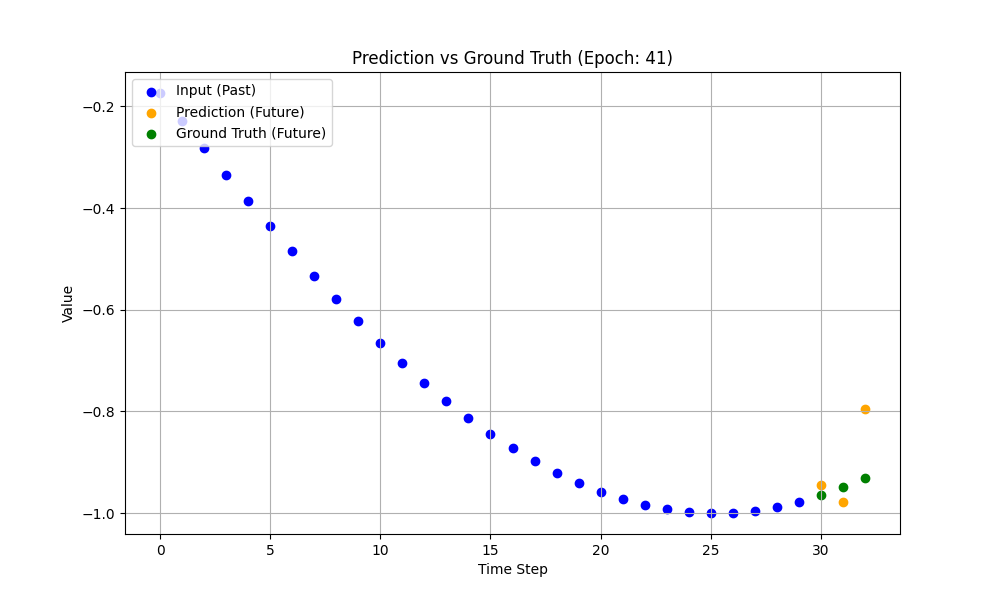 Prediction vs Ground Truth (Epoch: 41)
Input (Past)
Prediction (Future)
Ground Truth (Future)
Value
−0.2
−0.4
−0.6
−0.8
−1.0
0 5 10 15 20 25 30
Time Step